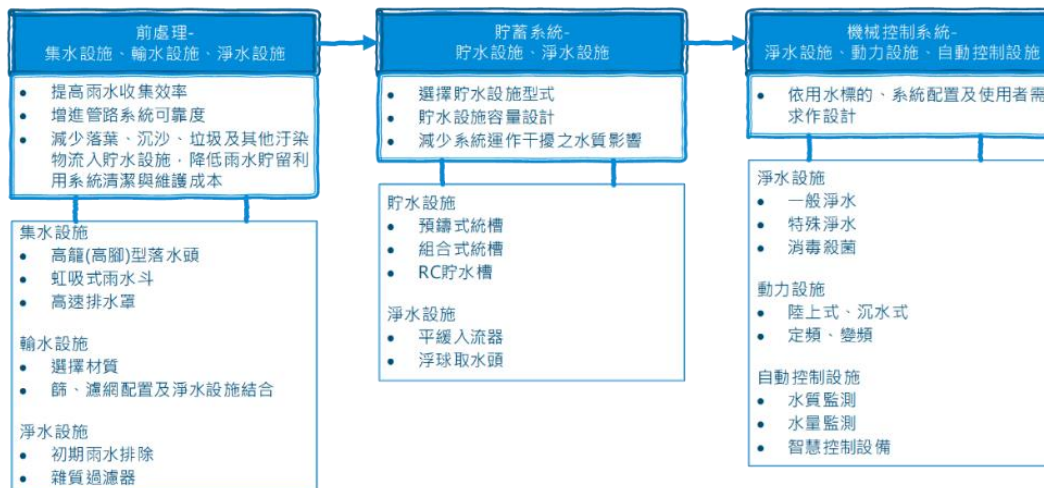 前處理-
集水設施、輸水設施、淨水設施
提高雨水收集效率
增進管路系統可靠度
減少落葉、沉沙、垃圾及其他汙染
物流入貯水設施，降低雨水貯留利
用系統清潔與維護成本
集水設施
高籠(高腳)型落水頭
虹吸式雨水斗
高速排水罩
輸水設施
選擇材質
篩、濾網配置及淨水設施結合
淨水設施
初期雨水排除
雜質過濾器
貯蓄系統-
貯水設施、淨水設施
選擇貯水設施型式
貯水設施容量設計
減少系統運作干擾之水質影響
貯水設施
預鑄式統槽
組合式統槽
RC貯水槽
淨水設施
平緩入流器
浮球取水頭
機械控制系統-
淨水設施、動力設施、自動控制設施
依用水標的、系統配置及使用者需
求作設計
淨水設施
一般淨水
特殊淨水
消毒殺菌
動力設施
陸上式、沉水式
定頻、變頻
自動控制設施
水質監測
水量監測
智慧控制設備